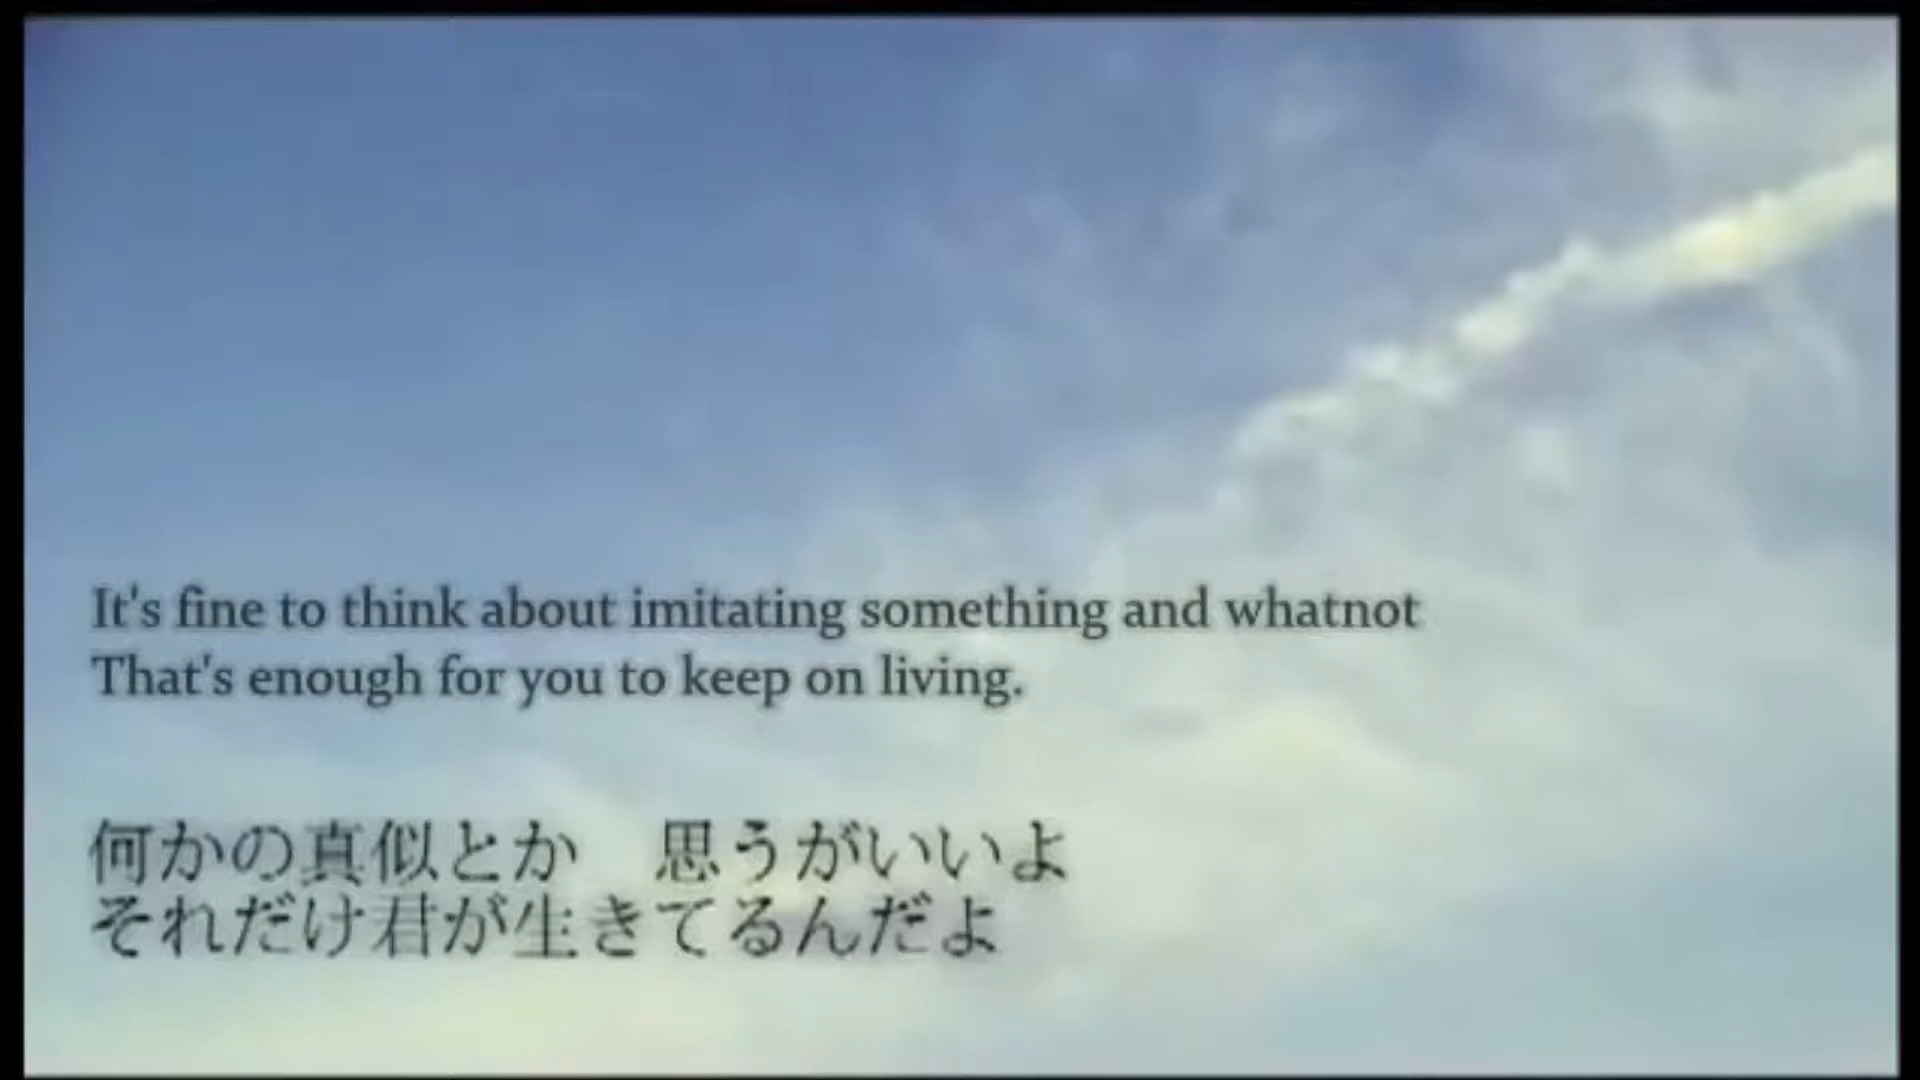 It's fine to think about imitating something and whatnot
That's enough for you to keep on living.
何かの真似とか　思うがいいよ
それだけ君が生きてるんだよ